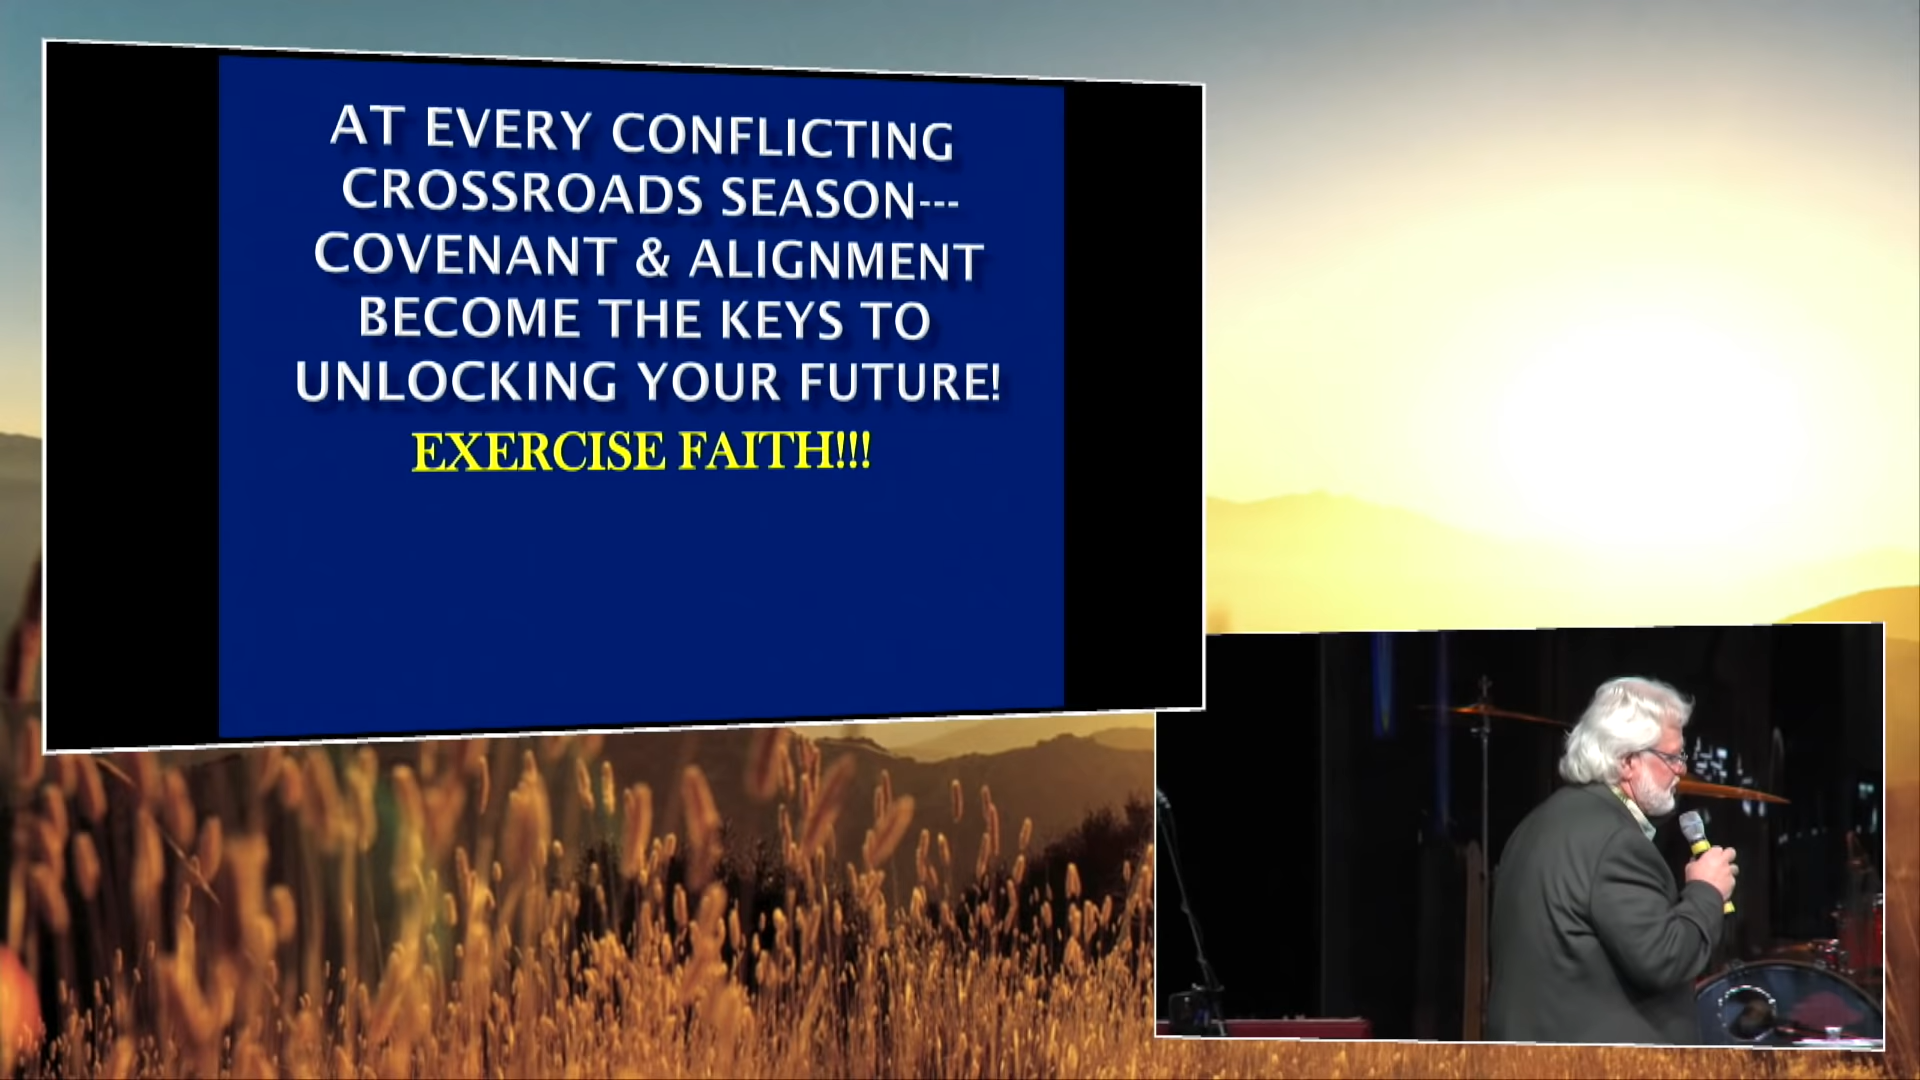 AT EVERY CONFLICTING
CROSSROADS SEASON---
COVENANT & ALIGNMENT
BECOME THE KEYS TO
UNLOCKING YOUR FUTURE!
EXERCISE FAITH!!!